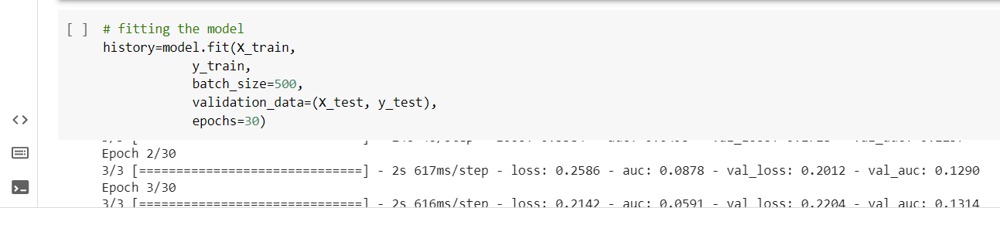 [ ] # fitting the model
history=model.fit(X_train,
y_train,
batch_size=500,
validation_data=(X_test, y_test),
epochs=30)
Epoch 2/30
3/3 [==============================] - 2s 617ms/step - loss: 0.2586 - auc: 0.0878 - val_loss: 0.2012 - val_auc: 0.1290
Epoch 3/30
3/3 [==============================] - 2s 616ms/step - loss: 0.2142 - auc: 0.0591 - val_loss: 0.2204 - val_auc: 0.1314